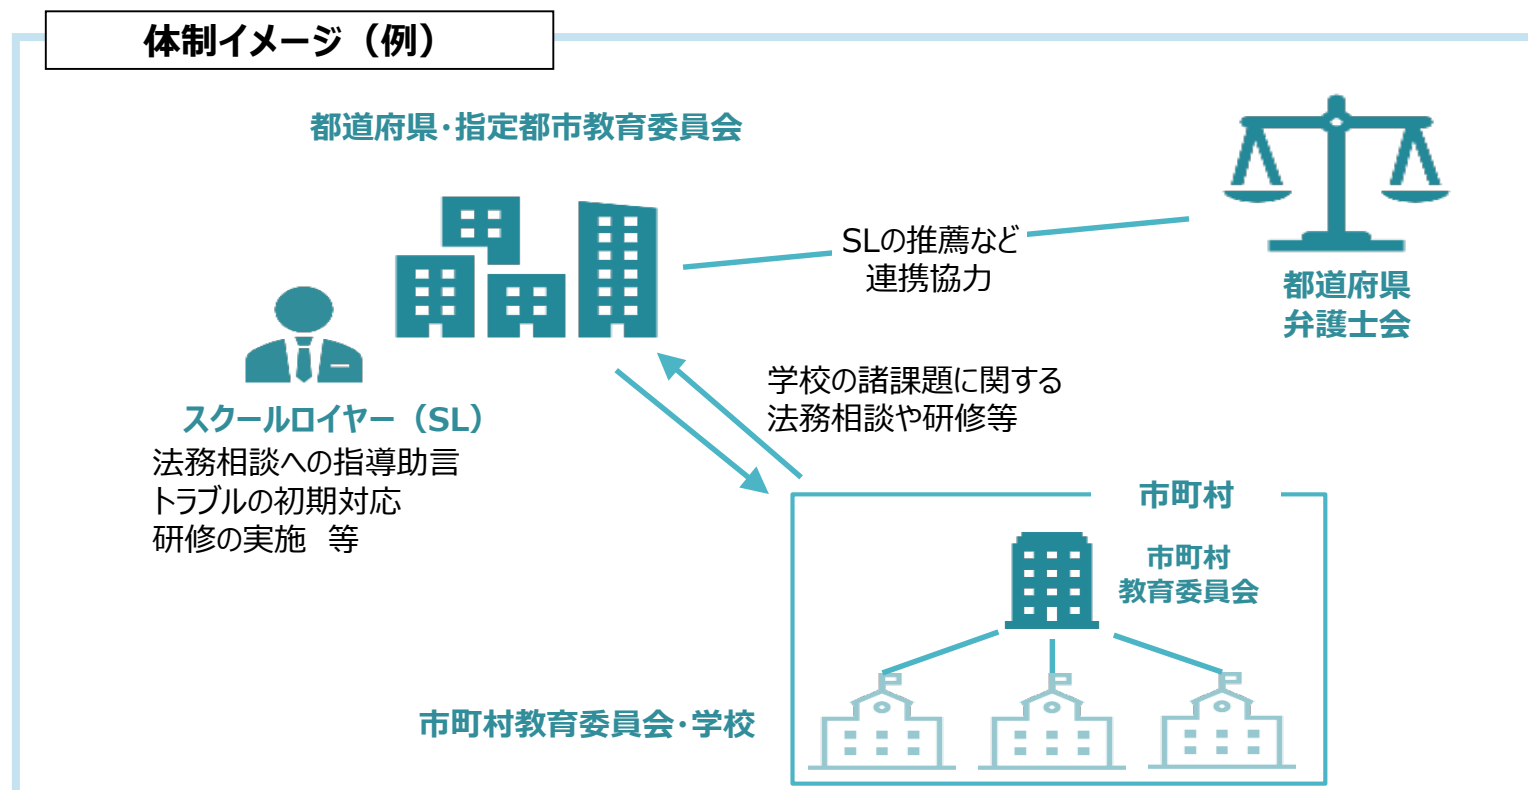 体制イメージ（例）
都道府県・指定都市教育委員会
SLの推薦など
連携協力
都道府県
弁護士会
スクールロイヤー（SL）
法務相談への指導助言
トラブルの初期対応
研修の実施　等
学校の諸課題に関する
法務相談や研修等
市町村
市町村
教育委員会
市町村教育委員会・学校